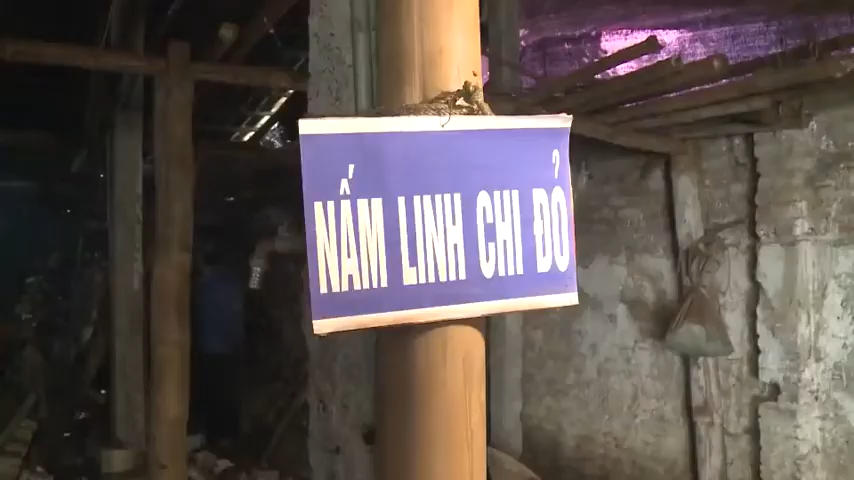 NẤM LINH CHI ĐỎ